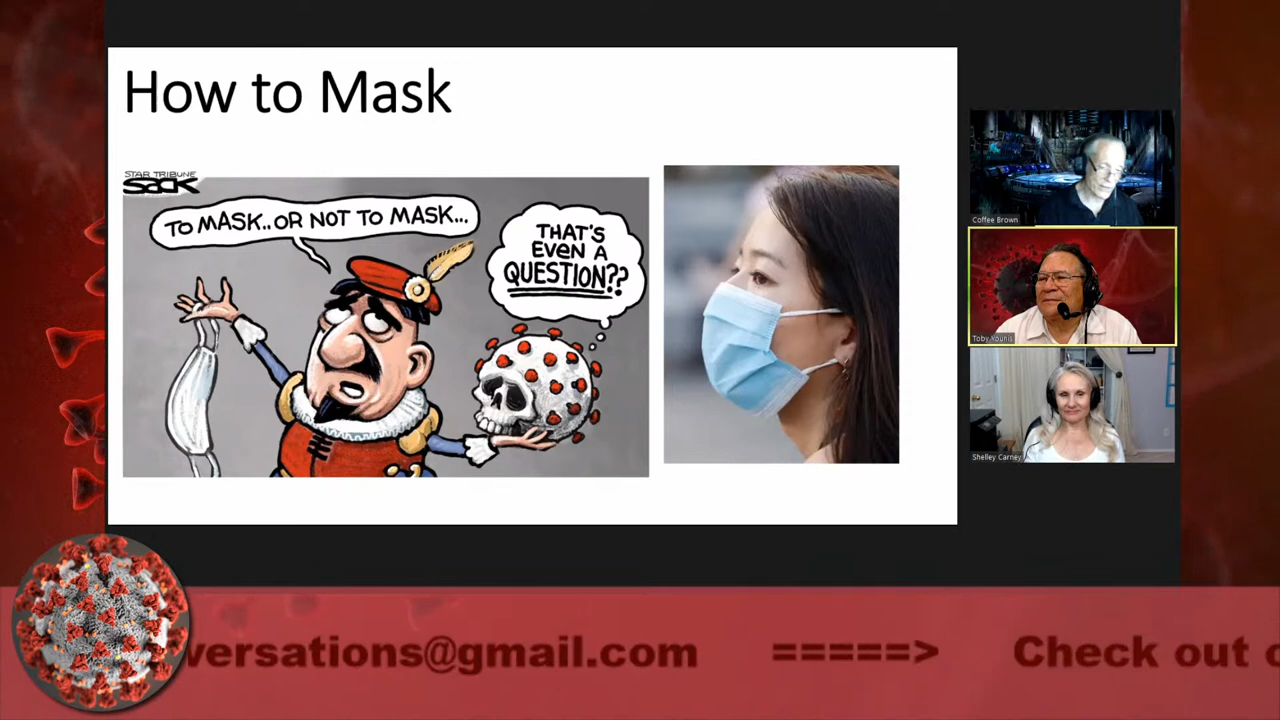 How to Mask
STAR TRIBUNE
SACK
TO MASK.. OR NOT TO MASK...
THAT'S
EVEN A
QUESTION??
Coffee Brown
Toby Younis
Shelley Carney
versations@gmail.com =====> Check out